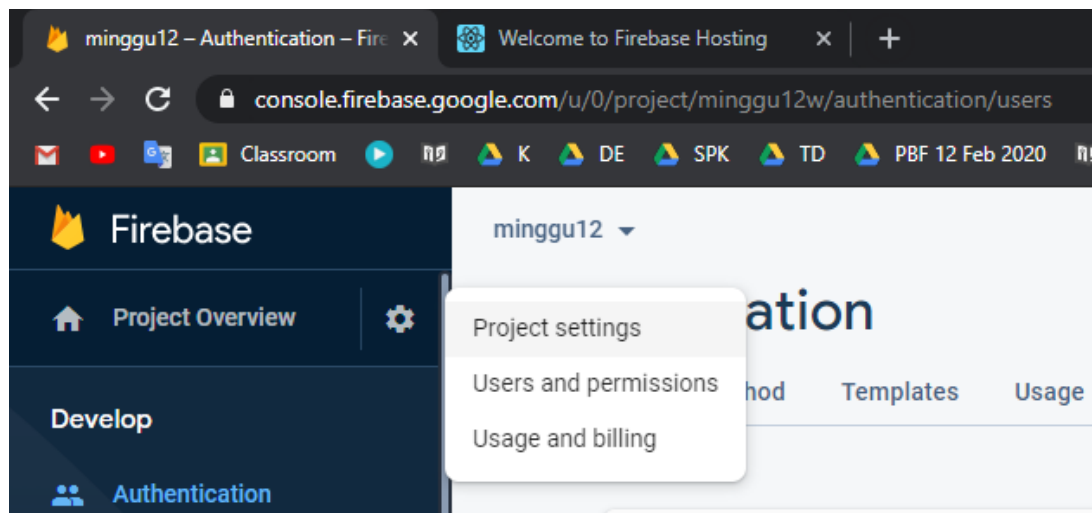 minggu12 – Authentication – Fire
Welcome to Firebase Hosting
console.firebase.google.com/u/0/project/minggu12w/authentication/users
Classroom K DE SPK TD PBF 12 Feb 2020
Firebase
minggu12
Project Overview
ation
Project settings
Users and permissions
hod Templates Usage
Usage and billing
Develop
Authentication